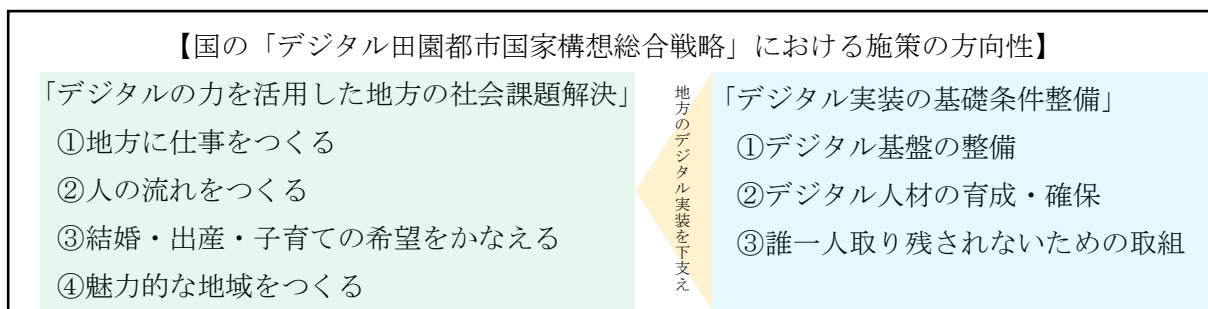 【国の「デジタル田園都市国家構想総合戦略」における施策の方向性】
「デジタルの力を活用した地方の社会課題解決」
①地方に仕事をつくる
②人の流れをつくる
③結婚・出産・子育ての希望をかなえる
④魅力的な地域をつくる
地方のデジタル実装を下支え
「デジタル実装の基礎条件整備」
①デジタル基盤の整備
②デジタル人材の育成・確保
③誰一人取り残されないための取組